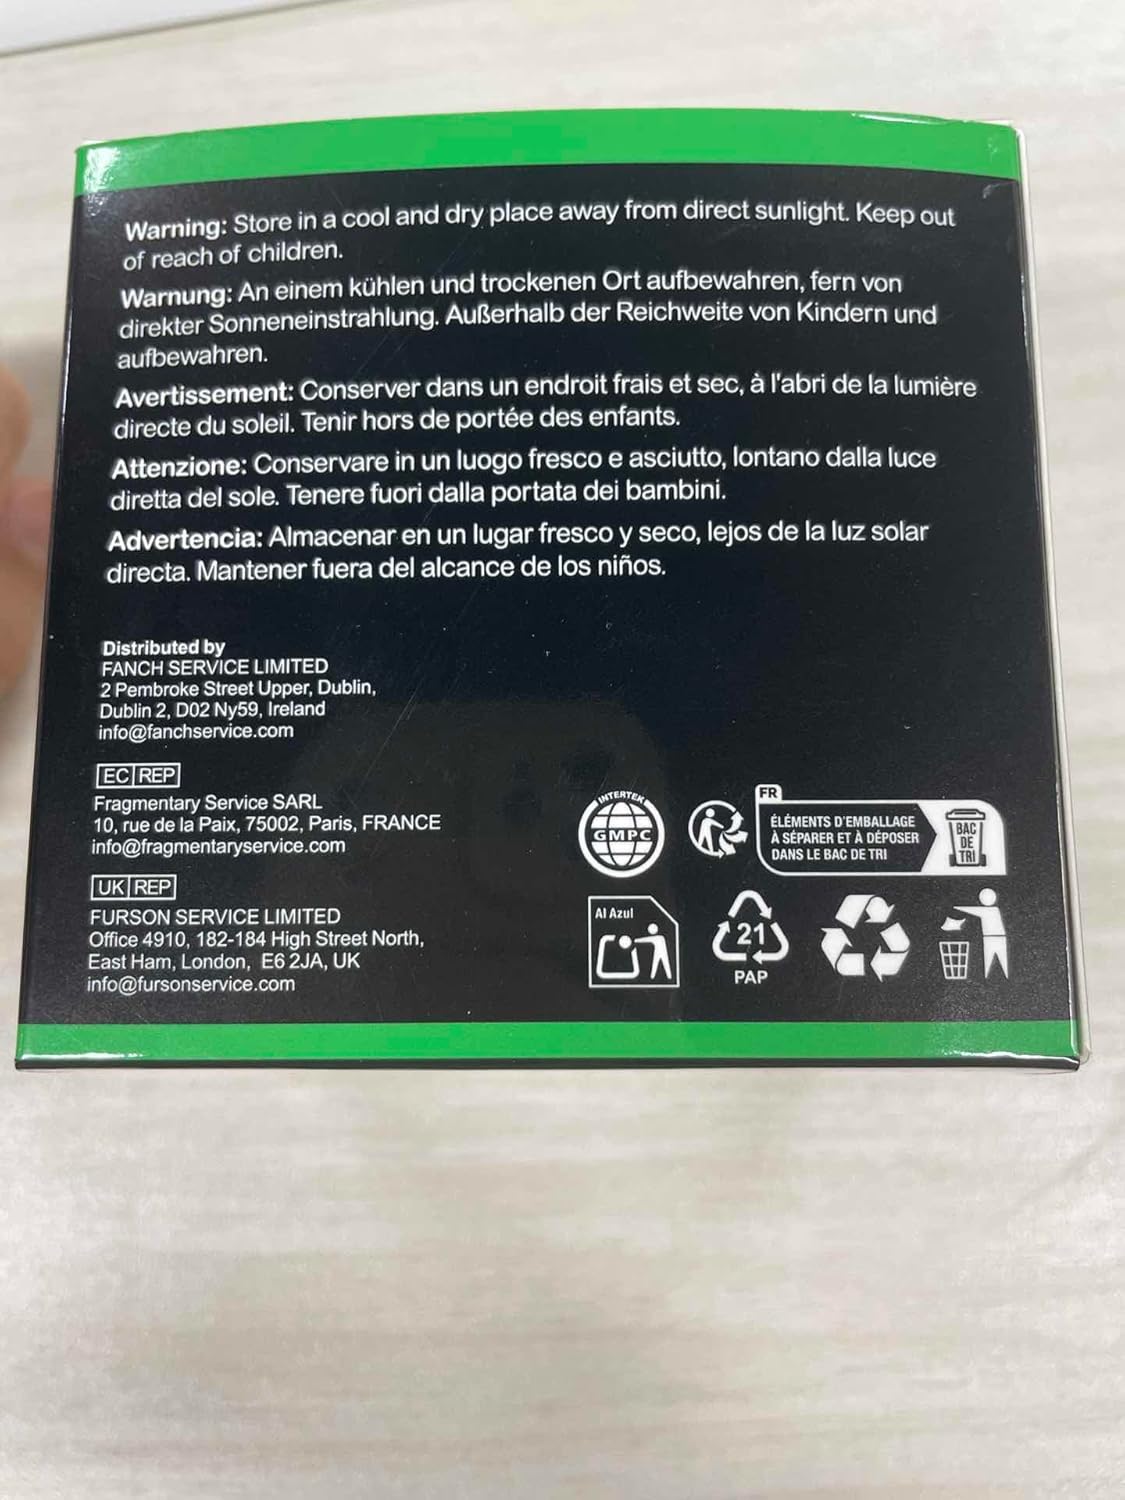 Warning: Store in a cool and dry place away from direct sunlight. Keep out
of reach of children.
Warnung: An einem kühlen und trockenen Ort aufbewahren, fern von
direkter Sonneneinstrahlung. Außerhalb der Reichweite von Kindern und
aufbewahren.
Avertissement: Conserver dans un endroit frais et sec, à l'abri de la lumière
directe du soleil. Tenir hors de portée des enfants.
Attenzione: Conservare in un luogo fresco e asciutto, lontano dalla luce
diretta del sole. Tenere fuori dalla portata dei bambini.
Advertencia: Almacenar en un lugar fresco y seco, lejos de la luz solar
directa. Mantener fuera del alcance de los niños.
Distributed by
FANCH SERVICE LIMITED
2 Pembroke Street Upper, Dublin,
Dublin 2, D02 Ny59, Ireland
info@fanchservice.com
EC REP
Fragmentary Service SARL
10, rue de la Paix, 75002, Paris, FRANCE
info@fragmentaryservice.com
UK REP
FURSON SERVICE LIMITED
Office 4910, 182-184 High Street North,
East Ham, London, E6 2JA, UK
info@fursonservice.com
INTERTEK
GMPC
FR
ÉLÉMENTS D'EMBALLAGE
À SÉPARER ET À DÉPOSER
DANS LE BAC DE TRI
BAC
DE
TRI
Al Azul
21
PAP